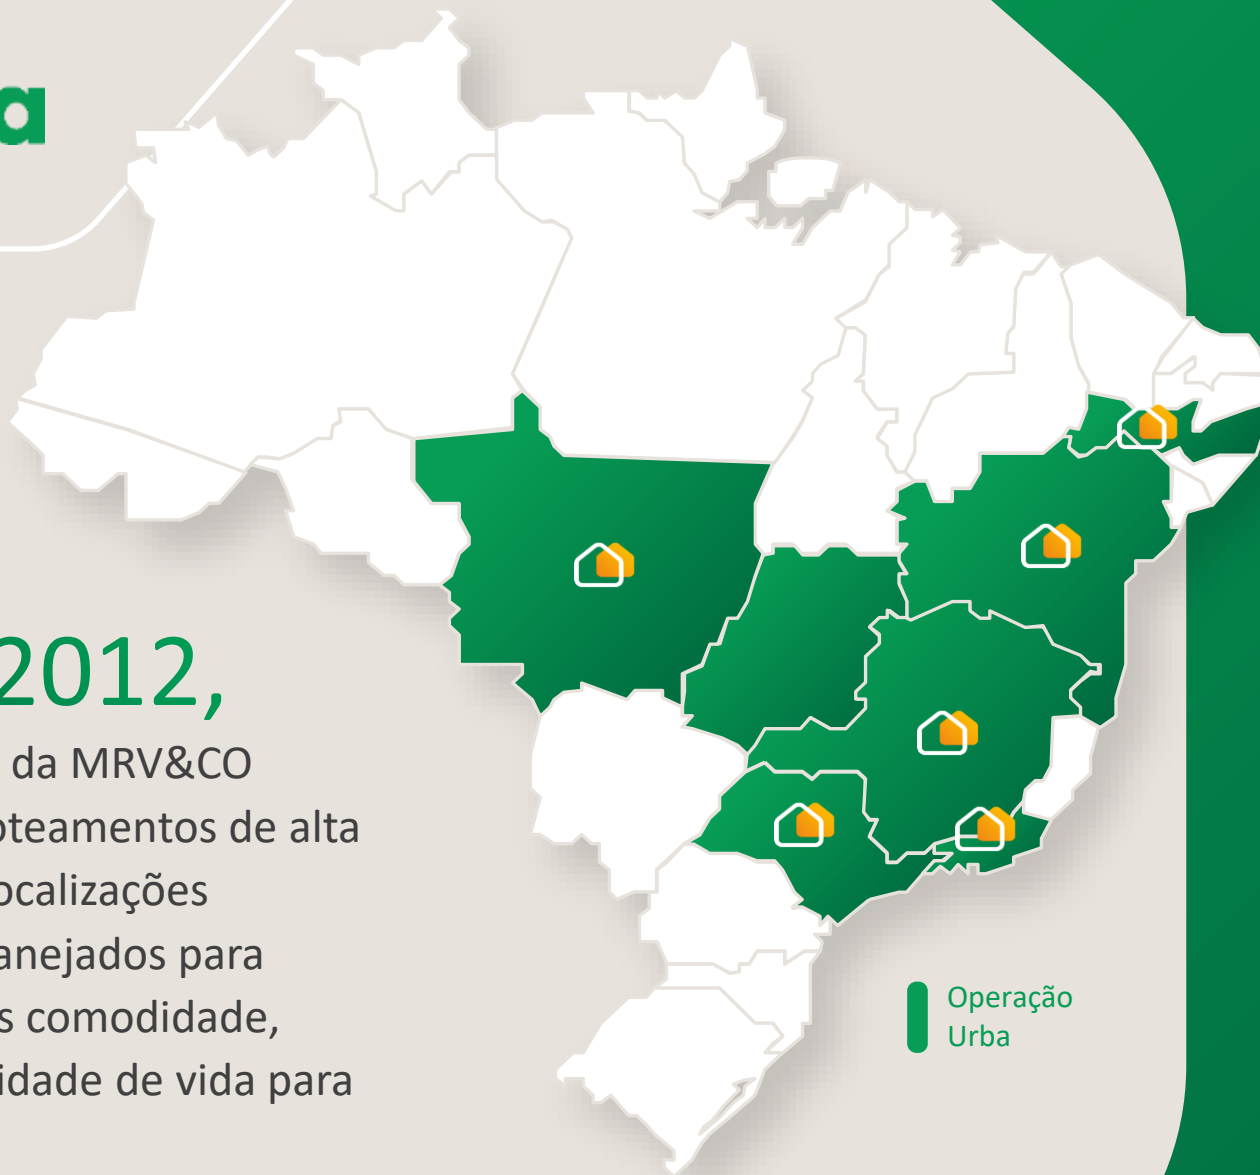 a
2012,
da MRV&CO
oteamentos de alta
ocalizações
anejados para
s comodidade,
idade de vida para
Operação
Urba